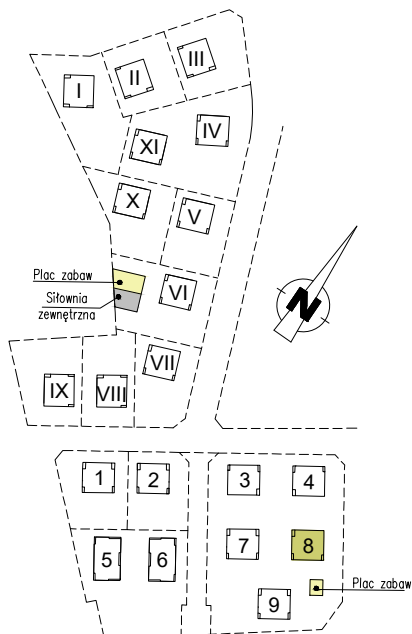 III
II
I
IV
XI
X
V
Plac zabaw
Siłownia
zewnętrzna
VI
N
VII
IX
VIII
1
2
3
4
5
6
7
8
Plac zabaw
9